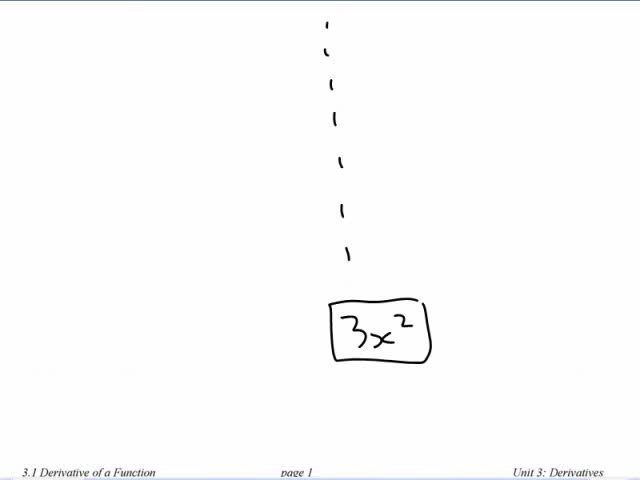 3x²
3.1 Derivative of a Function page 1 Unit 3: Derivatives